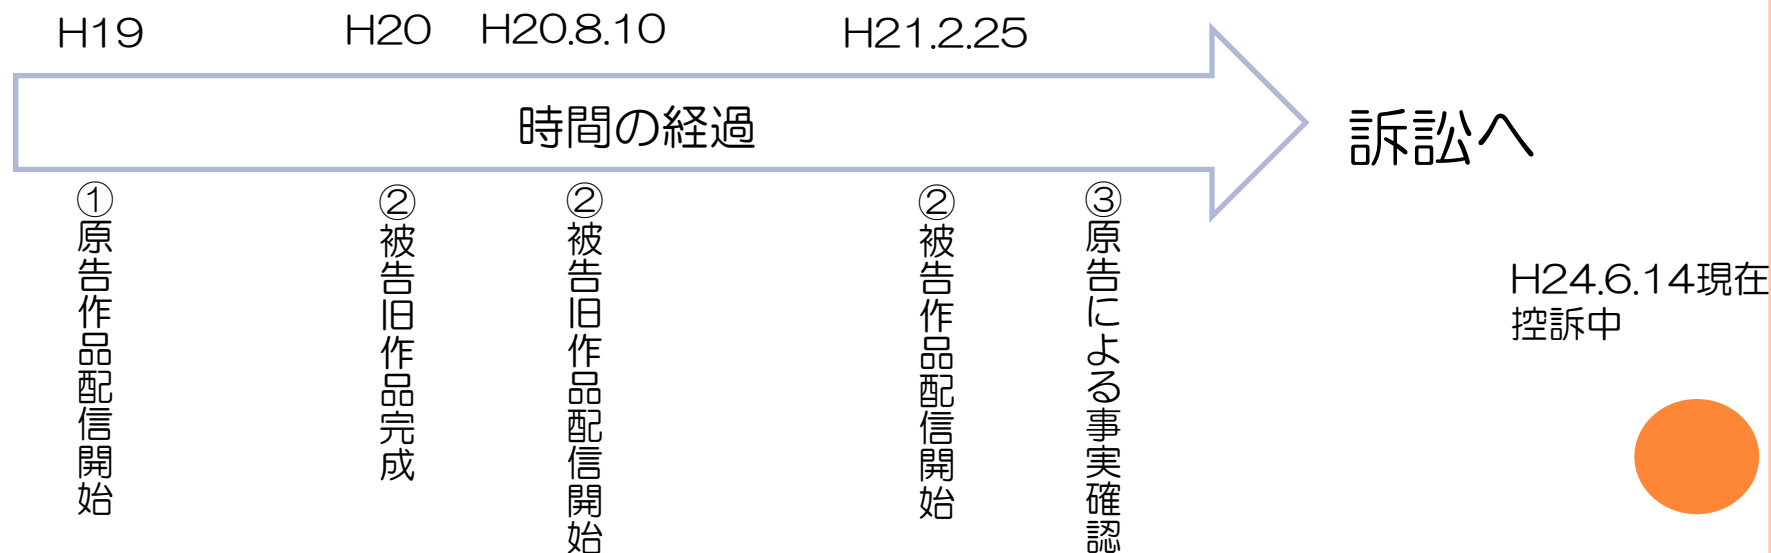 H19
H20
H20.8.10
H21.2.25
時間の経過
訴訟へ
①原告作品配信開始
②被告旧作品完成
②被告旧作品配信開始
②被告作品配信開始
③原告による事実確認
H24.6.14現在
控訴中